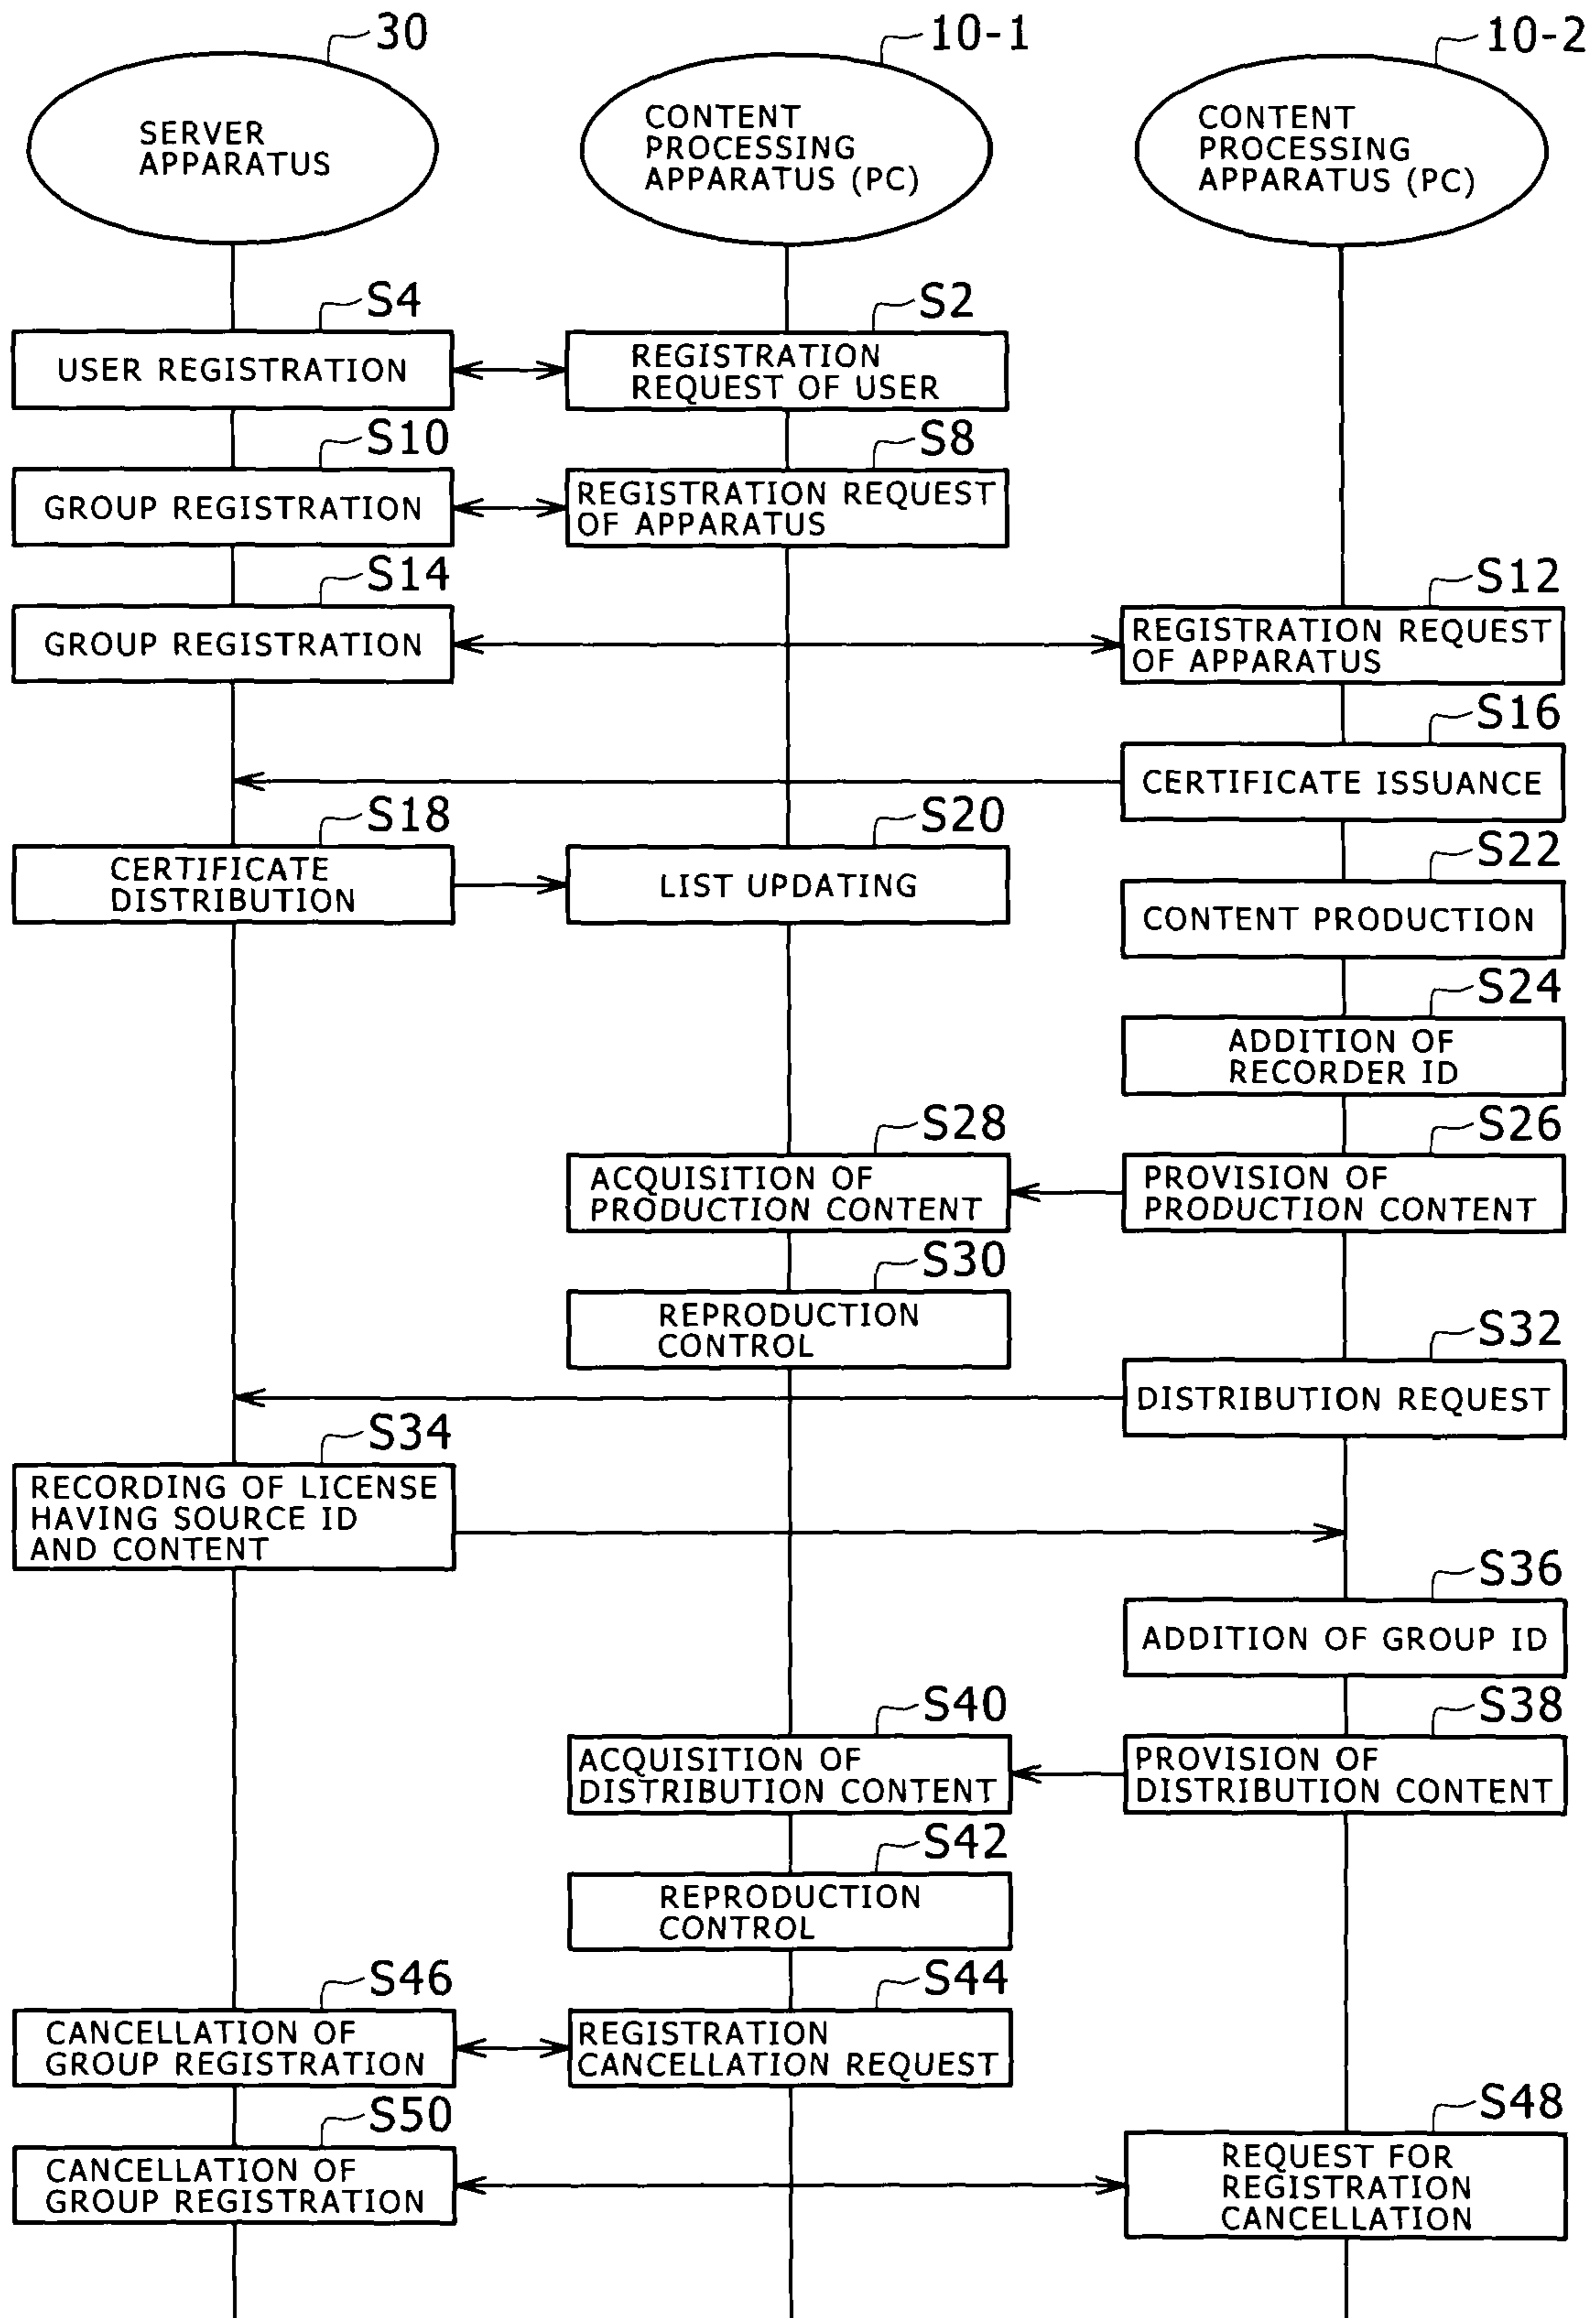 30
10-1
10-2
SERVER
APPARATUS
CONTENT
PROCESSING
APPARATUS (PC)
CONTENT
PROCESSING
APPARATUS (PC)
S4
S2
USER REGISTRATION
REGISTRATION
REQUEST OF USER
S10
S8
GROUP REGISTRATION
REGISTRATION REQUEST
OF APPARATUS
S14
S12
GROUP REGISTRATION
REGISTRATION REQUEST
OF APPARATUS
S16
CERTIFICATE ISSUANCE
S18
S20
CERTIFICATE
DISTRIBUTION
LIST UPDATING
S22
CONTENT PRODUCTION
S24
ADDITION OF
RECORDER ID
S28
S26
ACQUISITION OF
PRODUCTION CONTENT
PROVISION OF
PRODUCTION CONTENT
S30
REPRODUCTION
CONTROL
S32
DISTRIBUTION REQUEST
S34
RECORDING OF LICENSE
HAVING SOURCE ID
AND CONTENT
S36
ADDITION OF GROUP ID
S40
S38
ACQUISITION OF
DISTRIBUTION CONTENT
PROVISION OF
DISTRIBUTION CONTENT
S42
REPRODUCTION
CONTROL
S46
S44
CANCELLATION OF
GROUP REGISTRATION
REGISTRATION
CANCELLATION REQUEST
S50
S48
CANCELLATION OF
GROUP REGISTRATION
REQUEST FOR
REGISTRATION
CANCELLATION